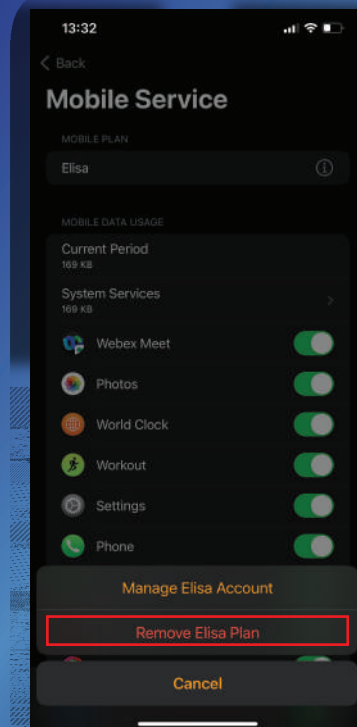 13:32
Back
Mobile Service
MOBILE PLAN
Elisa
MOBILE DATA USAGE
Current Period
169 KB
System Services
169 KB
Webex Meet
Photos
World Clock
Workout
Settings
Phone
Manage Elisa Account
Remove Elisa Plan
Cancel